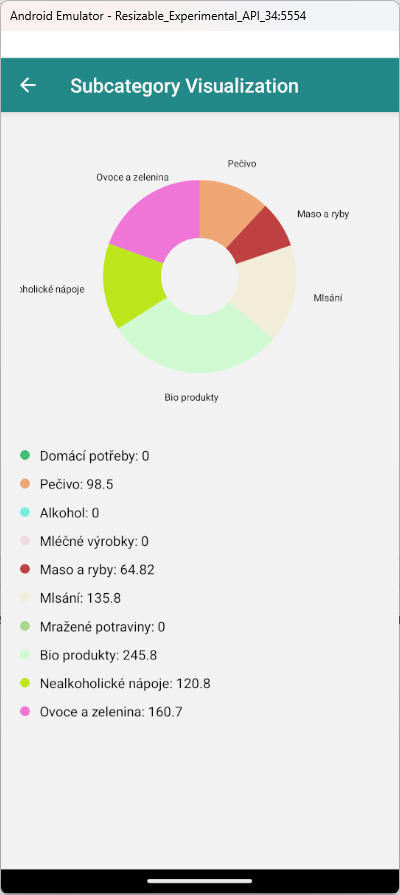 Android Emulator - Resizable_Experimental_API_34:5554
Subcategory Visualization
Pečivo
Ovoce a zelenina
Maso a ryby
oholické nápoje
Mlsání
Bio produkty
Domácí potřeby: 0
Pečivo: 98.5
Alkohol: 0
Mléčné výrobky: 0
Maso a ryby: 64.82
Mlsání: 135.8
Mražené potraviny: 0
Bio produkty: 245.8
Nealkoholické nápoje: 120.8
Ovoce a zelenina: 160.7